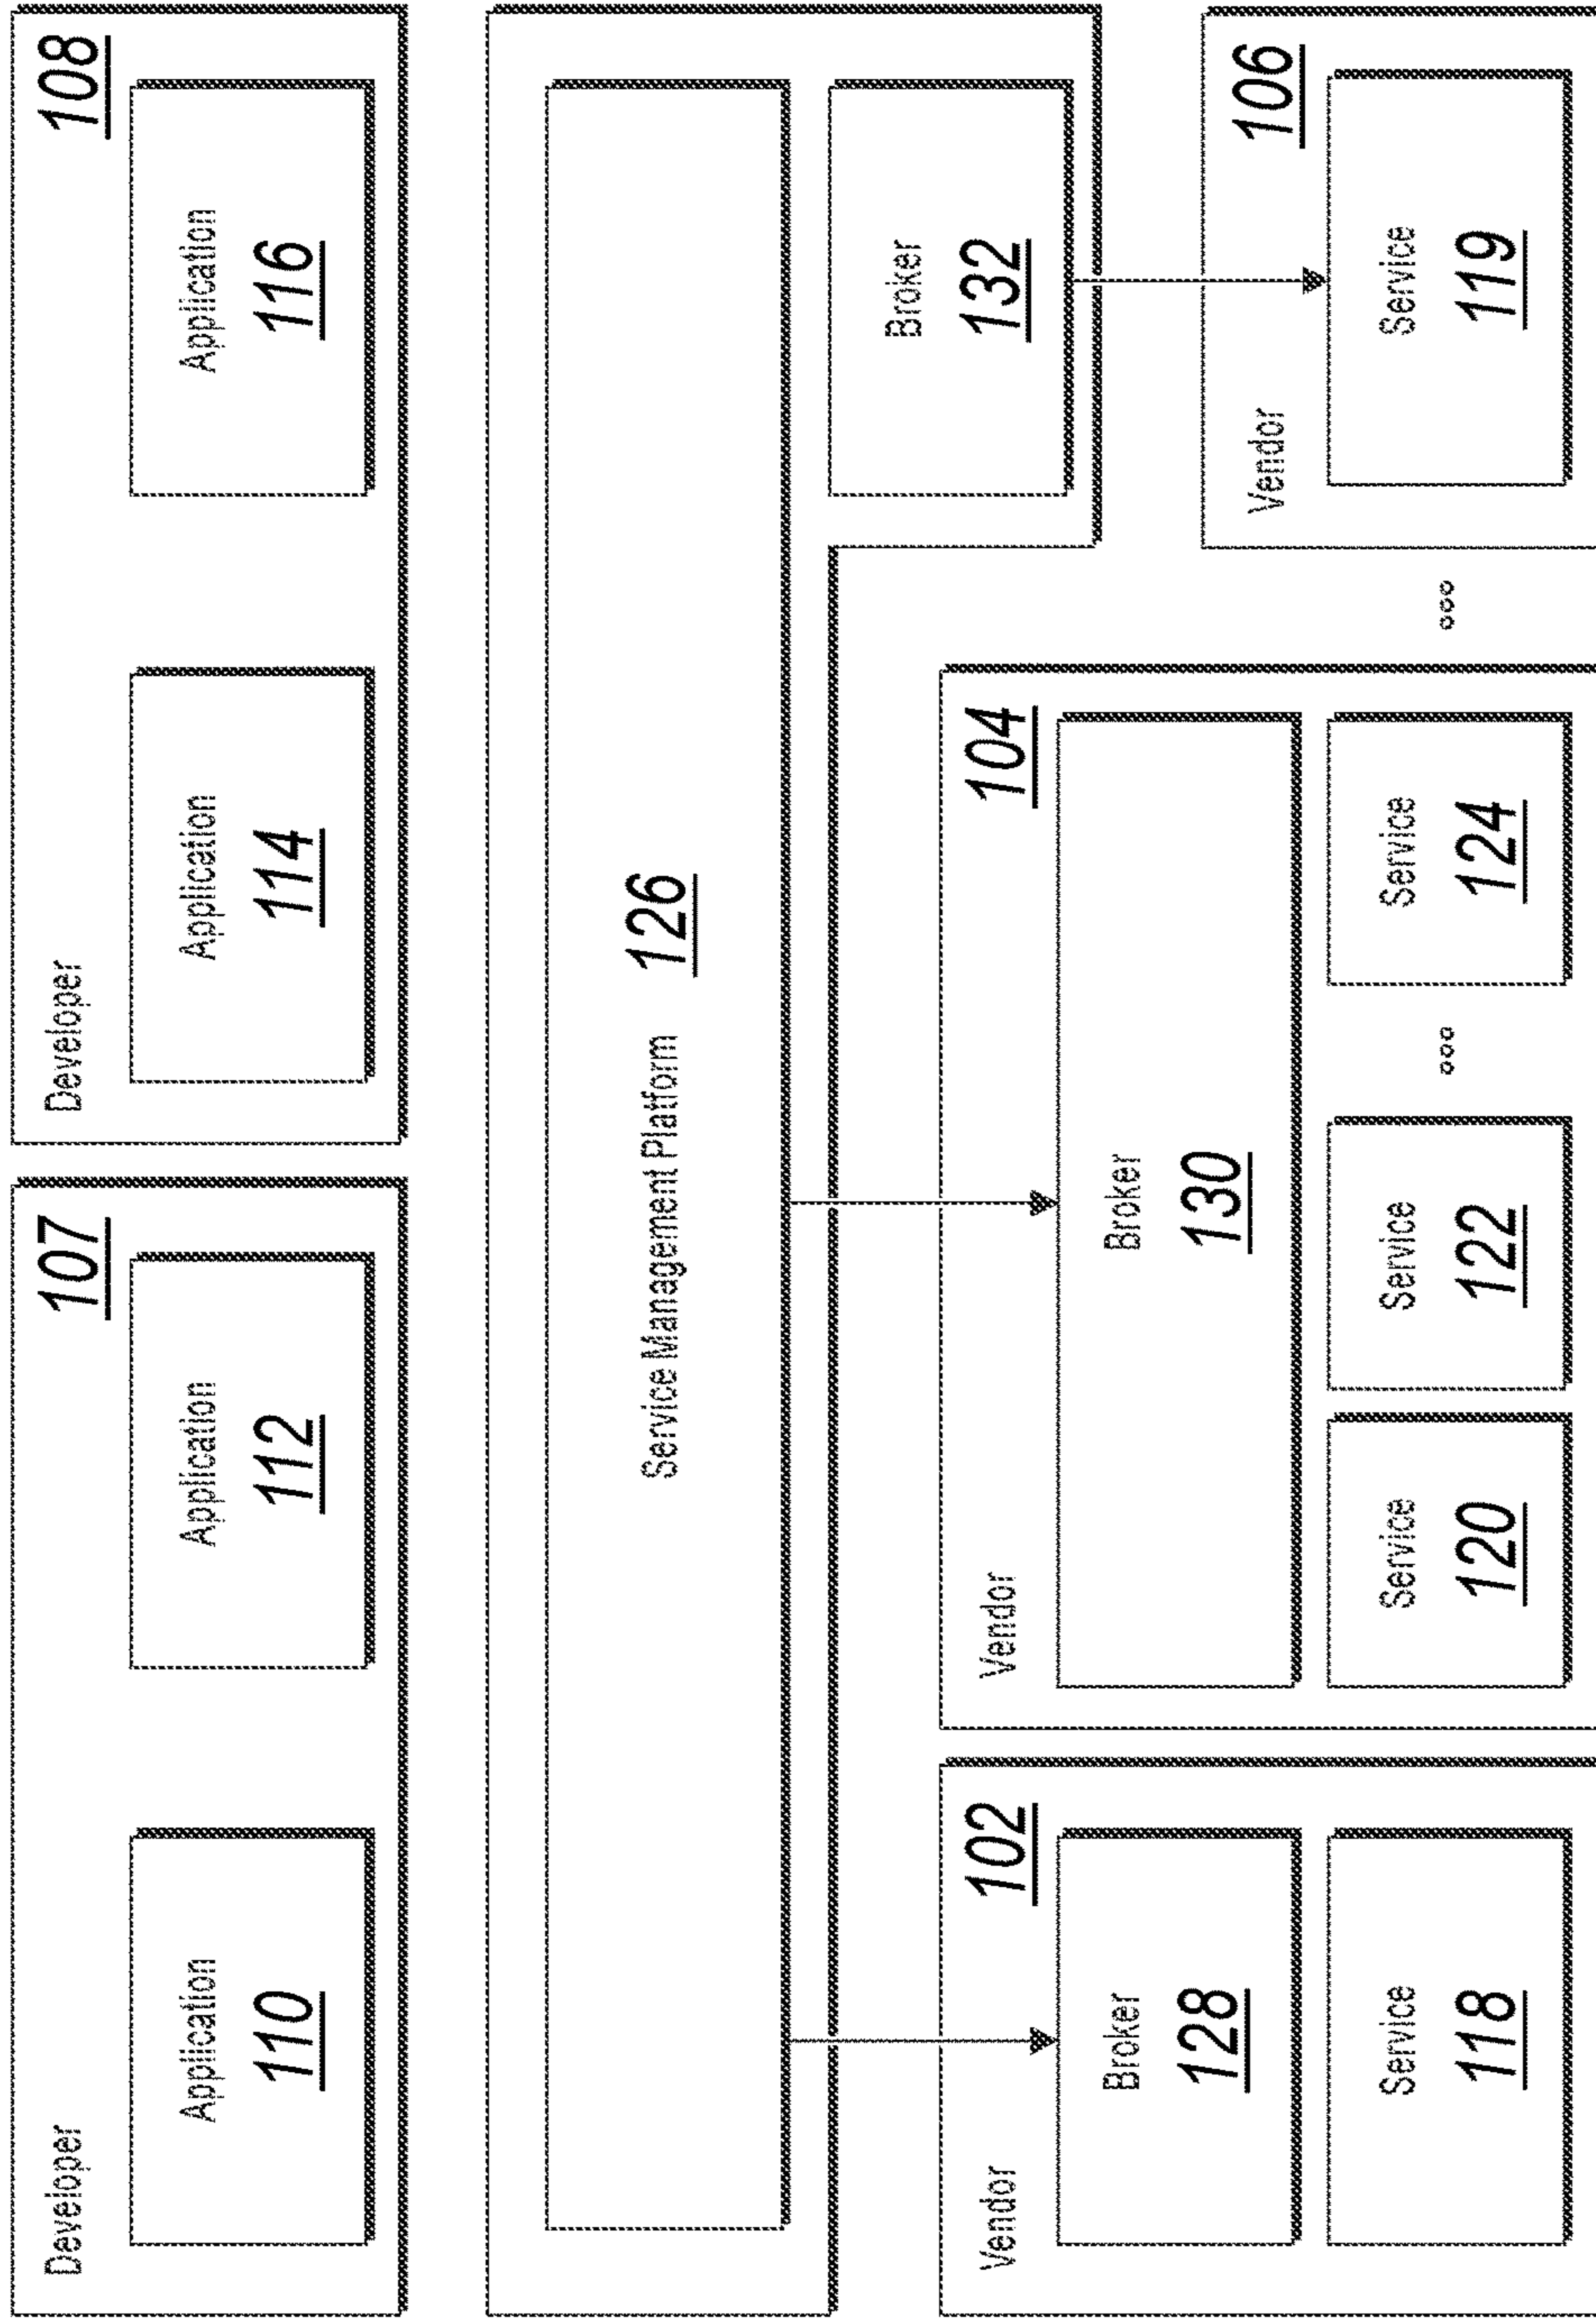 Developer
107
Application
110
Application
112
Developer
108
Application
114
Application
116
Service Management Platform 126
Broker
132
Vendor
102
Broker
128
Service
118
Vendor
104
Broker
130
Service
120
Service
122
ooo
Service
124
ooo
Vendor
106
Service
119